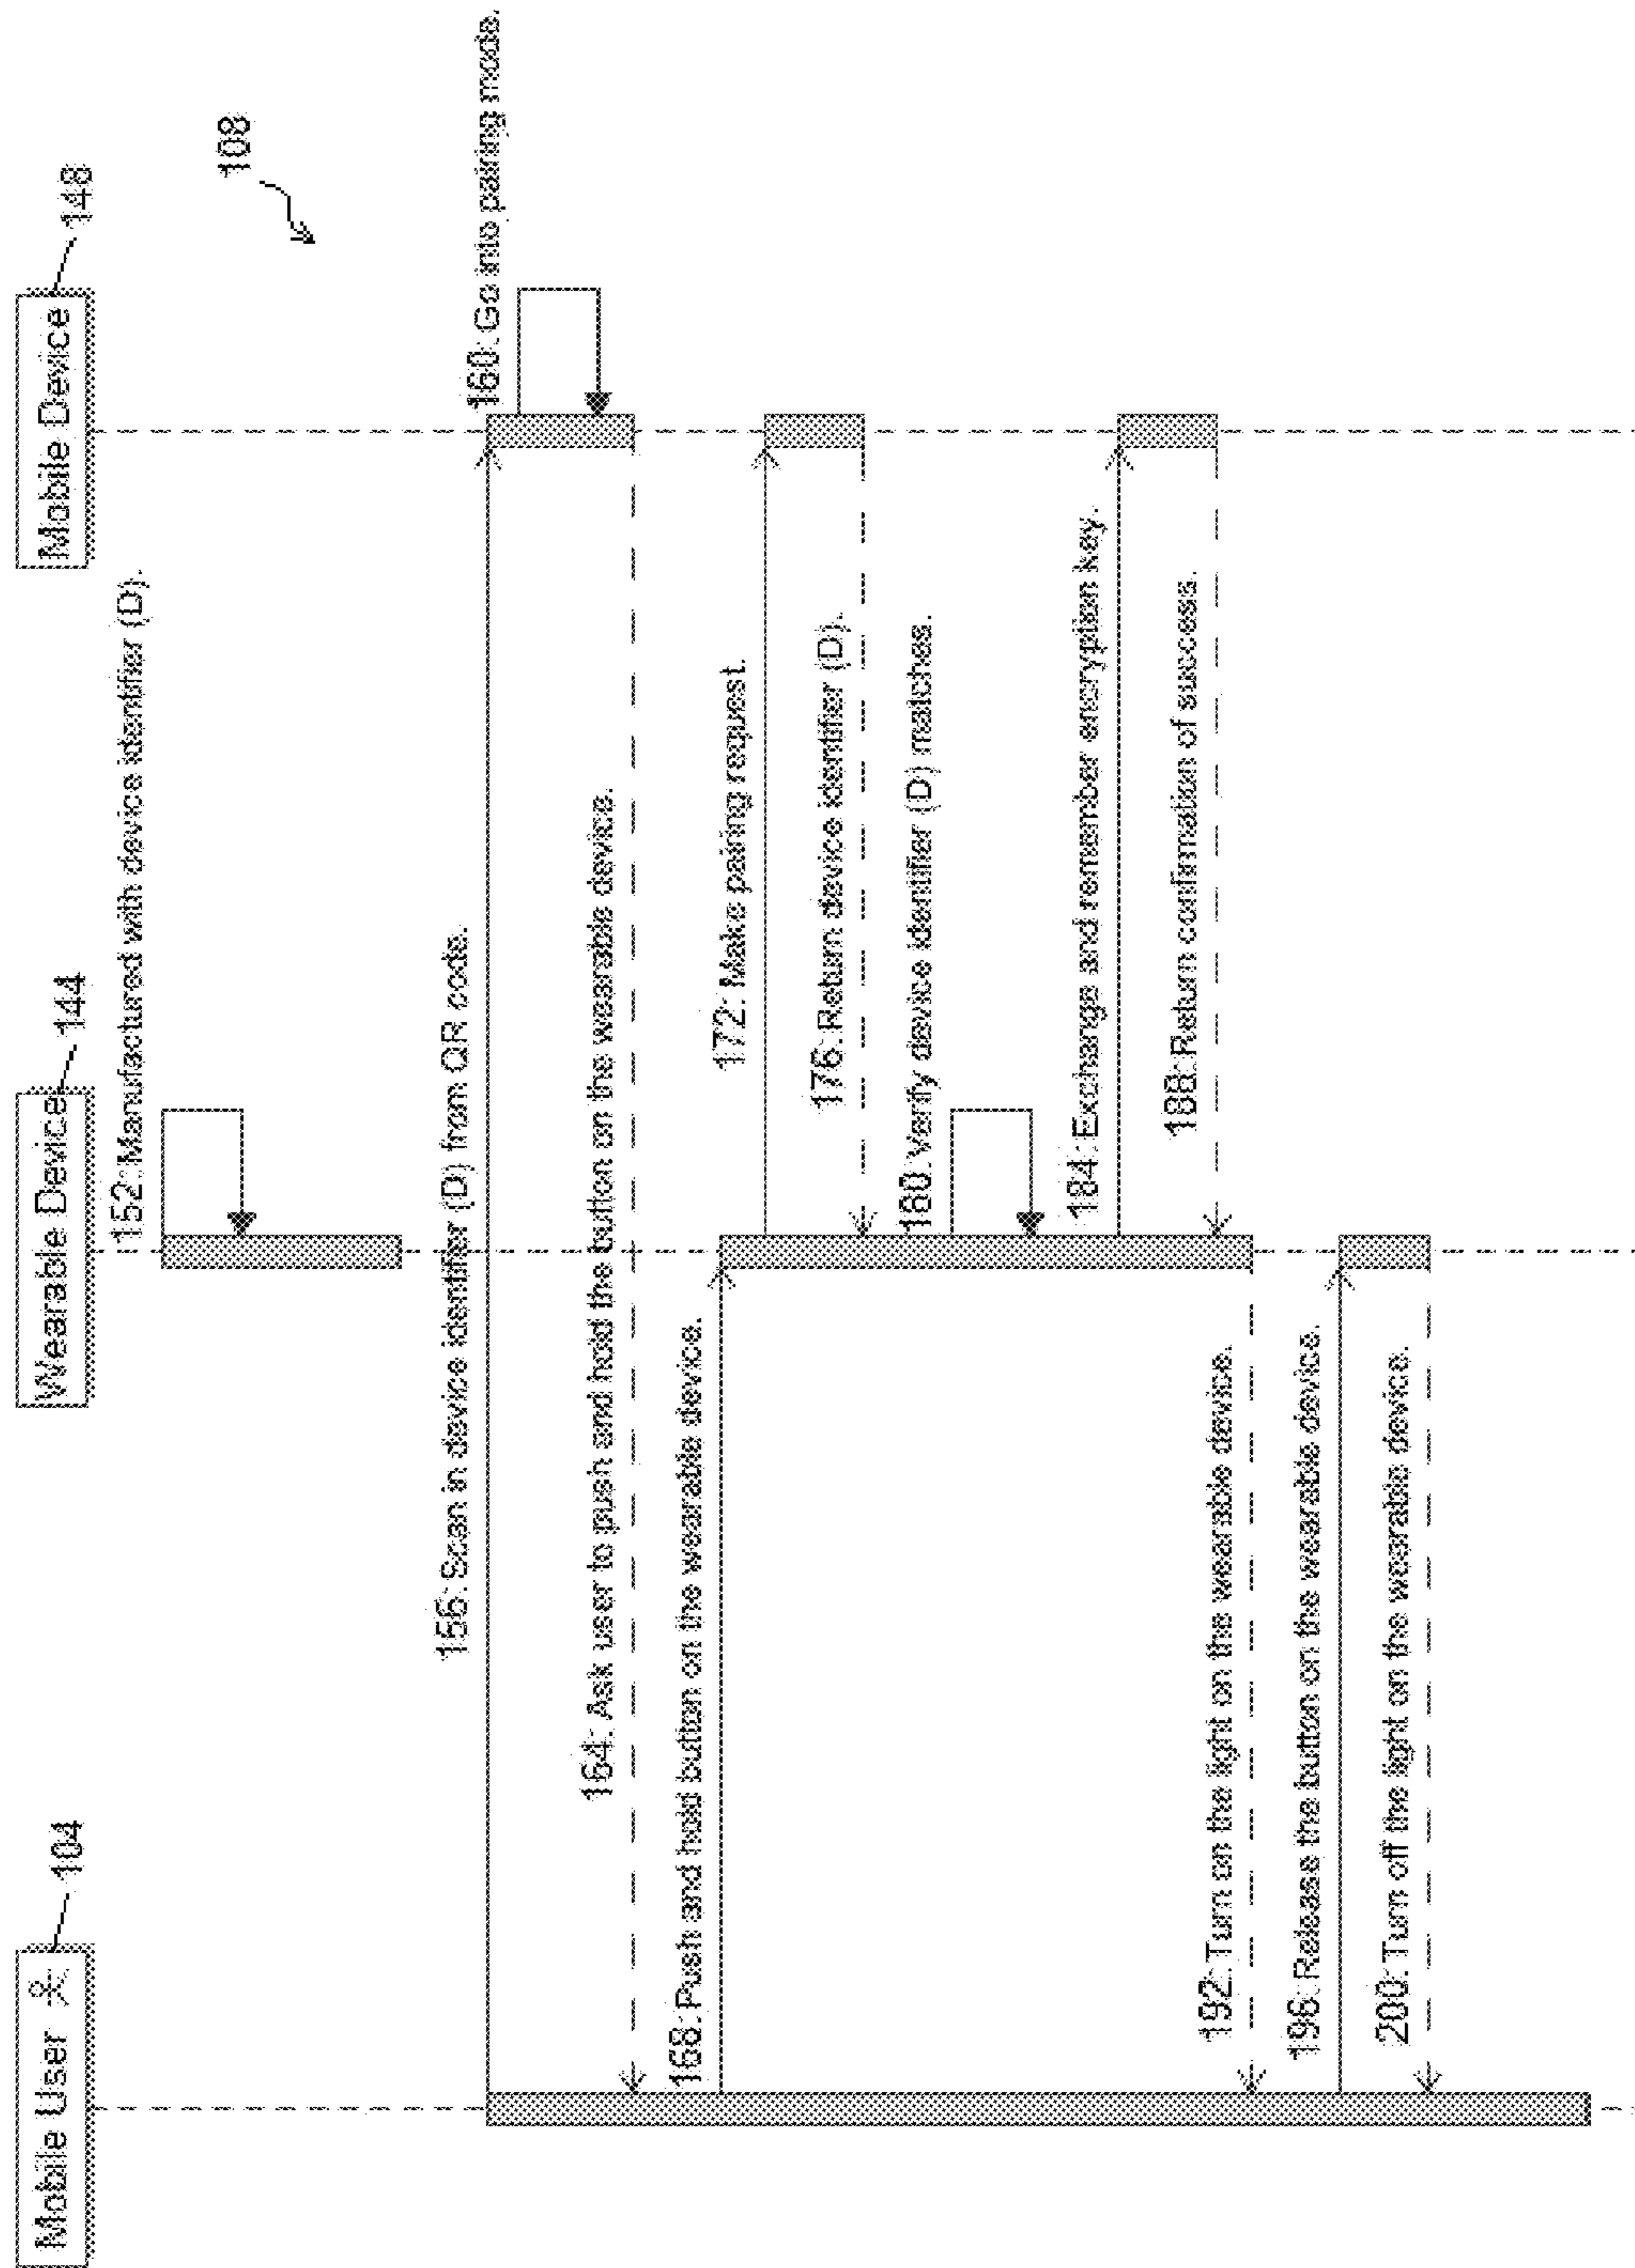 Mobile User
104
Wearable Device
144
Mobile Device
148
108
152: Manufactured with device identifier (D).
156: Scan in device identifier (D) from QR code.
160: Go into pairing mode.
164: Ask user to push and hold the button on the wearable device.
168: Push and hold button on the wearable device.
172: Make pairing request.
176: Return device identifier (D).
180: Verify device identifier (D) matches.
184: Exchange and remember encryption key.
188: Return confirmation of success.
192: Turn on the light on the wearable device.
196: Release the button on the wearable device.
200: Turn off the light on the wearable device.